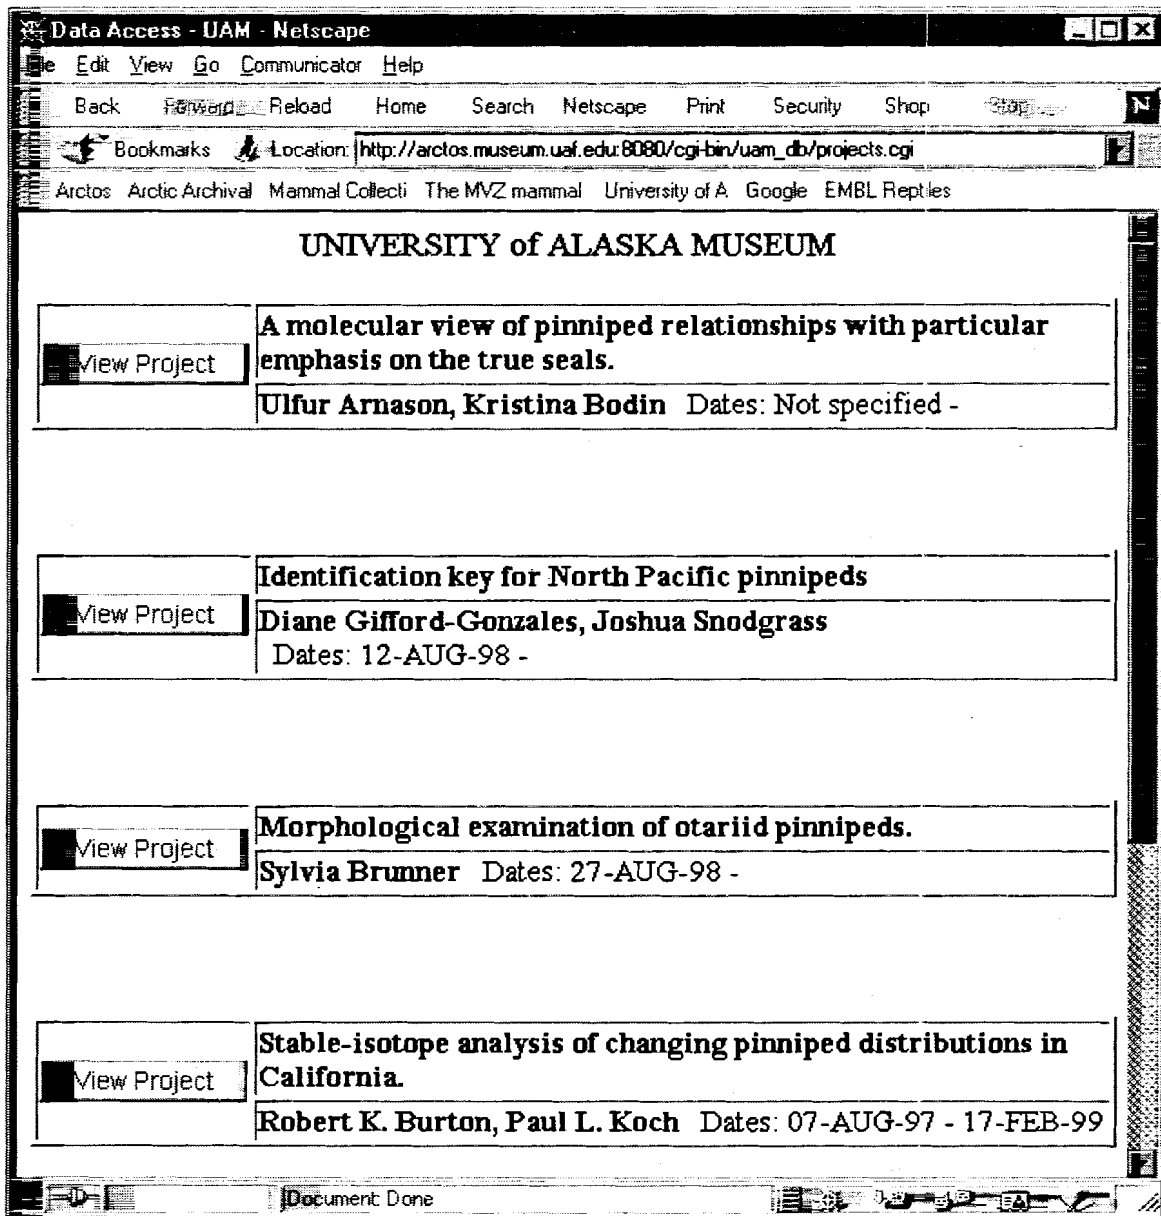 Data Access - UAM - Netscape
File Edit View Go Communicator Help
Back Forward Reload Home Search Netscape Print Security Shop Stop
Bookmarks Location: http://arctos.museum.uaf.edu:8080/cgi-bin/uam_db/projects.cgi
Arctos Arctic Archival Mammal Collecti The MVZ mammal University of A Google EMBL Reptiles
UNIVERSITY of ALASKA MUSEUM
View Project
A molecular view of pinniped relationships with particular
emphasis on the true seals.
Ulfur Arnason, Kristina Bodin Dates: Not specified -
View Project
Identification key for North Pacific pinnipeds
Diane Gifford-Gonzales, Joshua Snodgrass
Dates: 12-AUG-98 -
View Project
Morphological examination of otariid pinnipeds.
Sylvia Brunner Dates: 27-AUG-98 -
View Project
Stable-isotope analysis of changing pinniped distributions in
California.
Robert K. Burton, Paul L. Koch Dates: 07-AUG-97 - 17-FEB-99
Document: Done